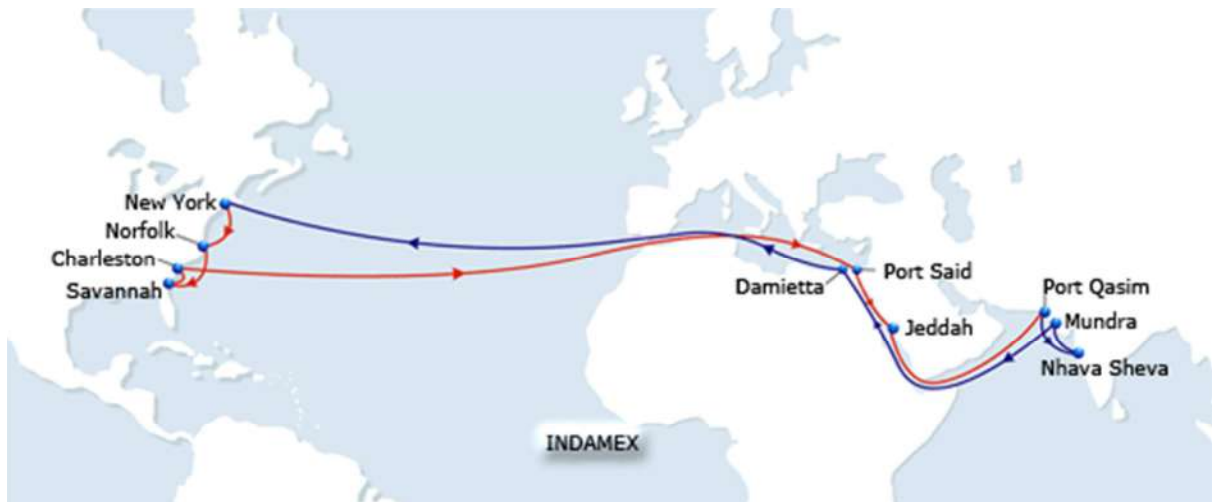 New York
Norfolk
Charleston
Savannah
Damietta
Port Said
Jeddah
Port Qasim
Mundra
Nhava Sheva
INDAMEX